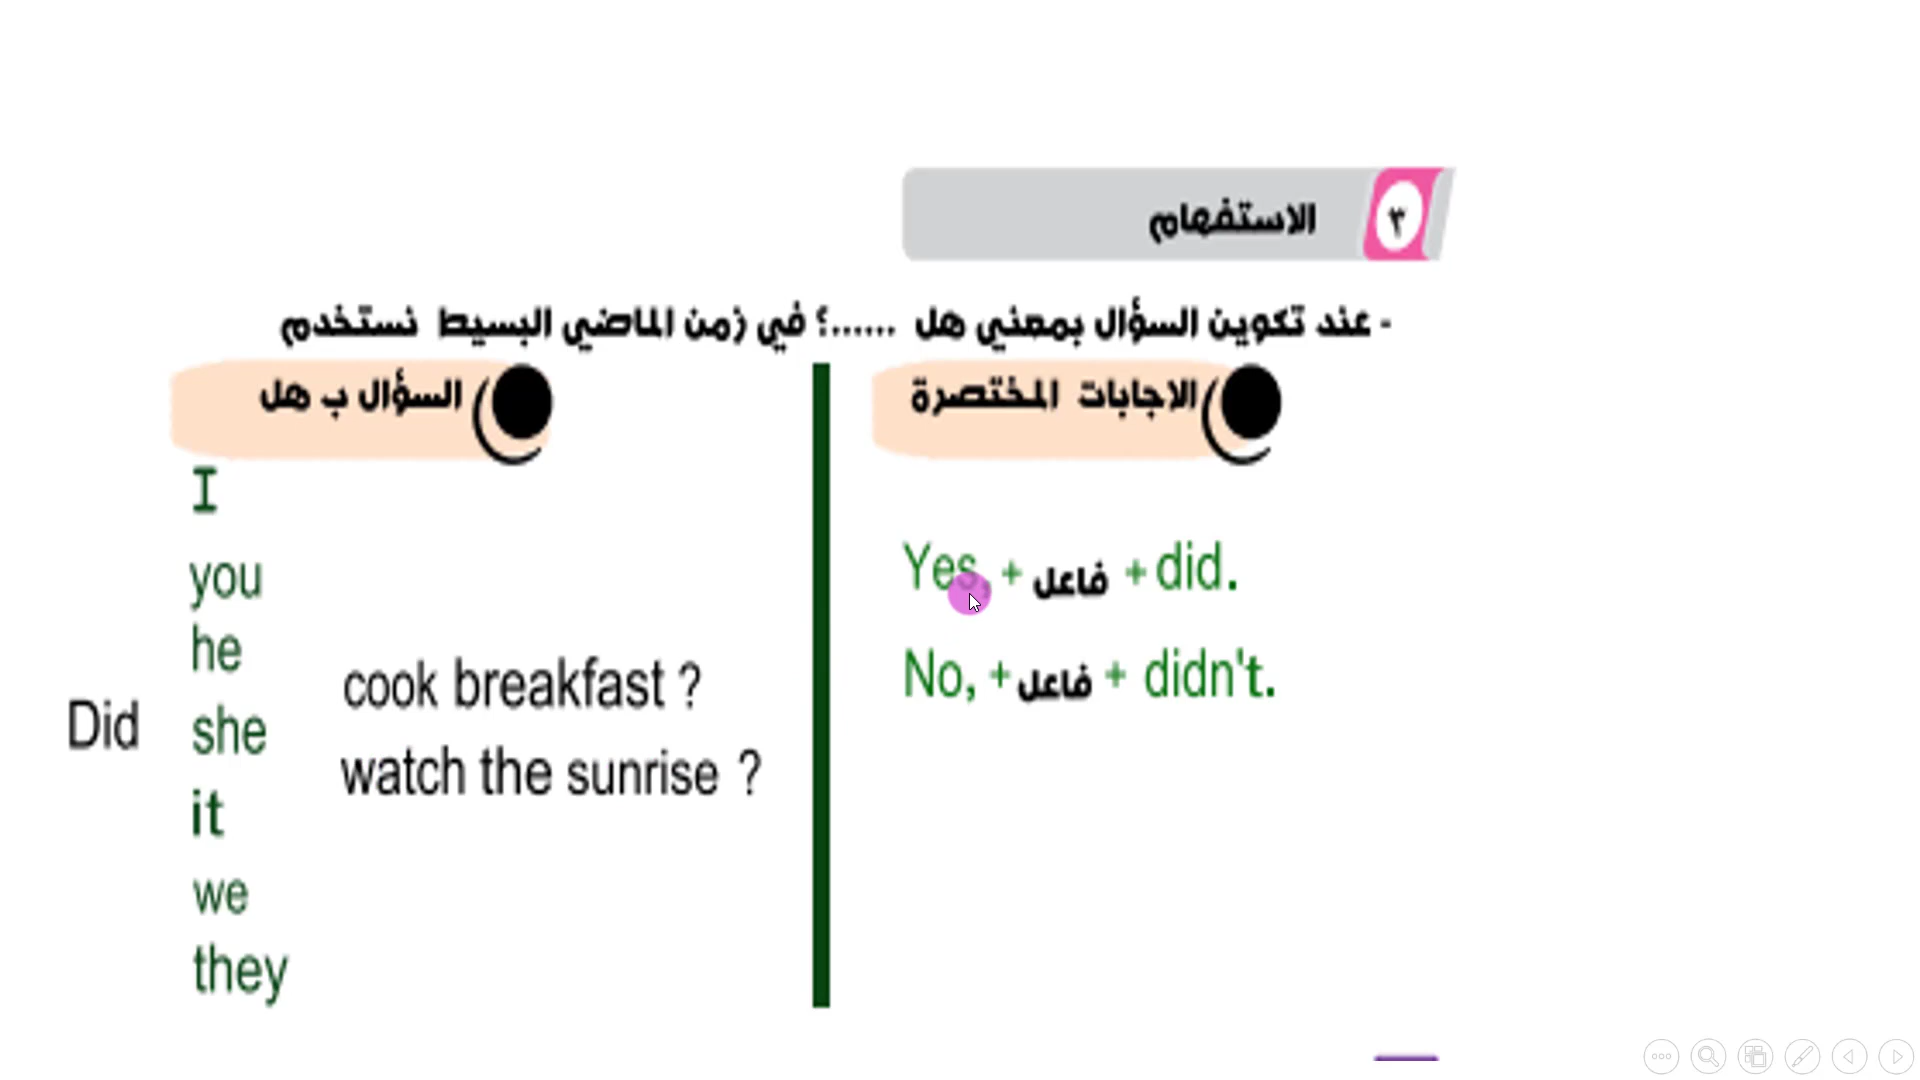 ٣ الاستفهام
- عند تكوين السؤال بمعني هل ......؟ في زمن الماضي البسيط نستخدم
السؤال ب هل
I
you
he
she
it
we
they
Did
cook breakfast ?
watch the sunrise ?
الاجابات المختصرة
Yes, + فاعل + did.
No, + فاعل + didn't.